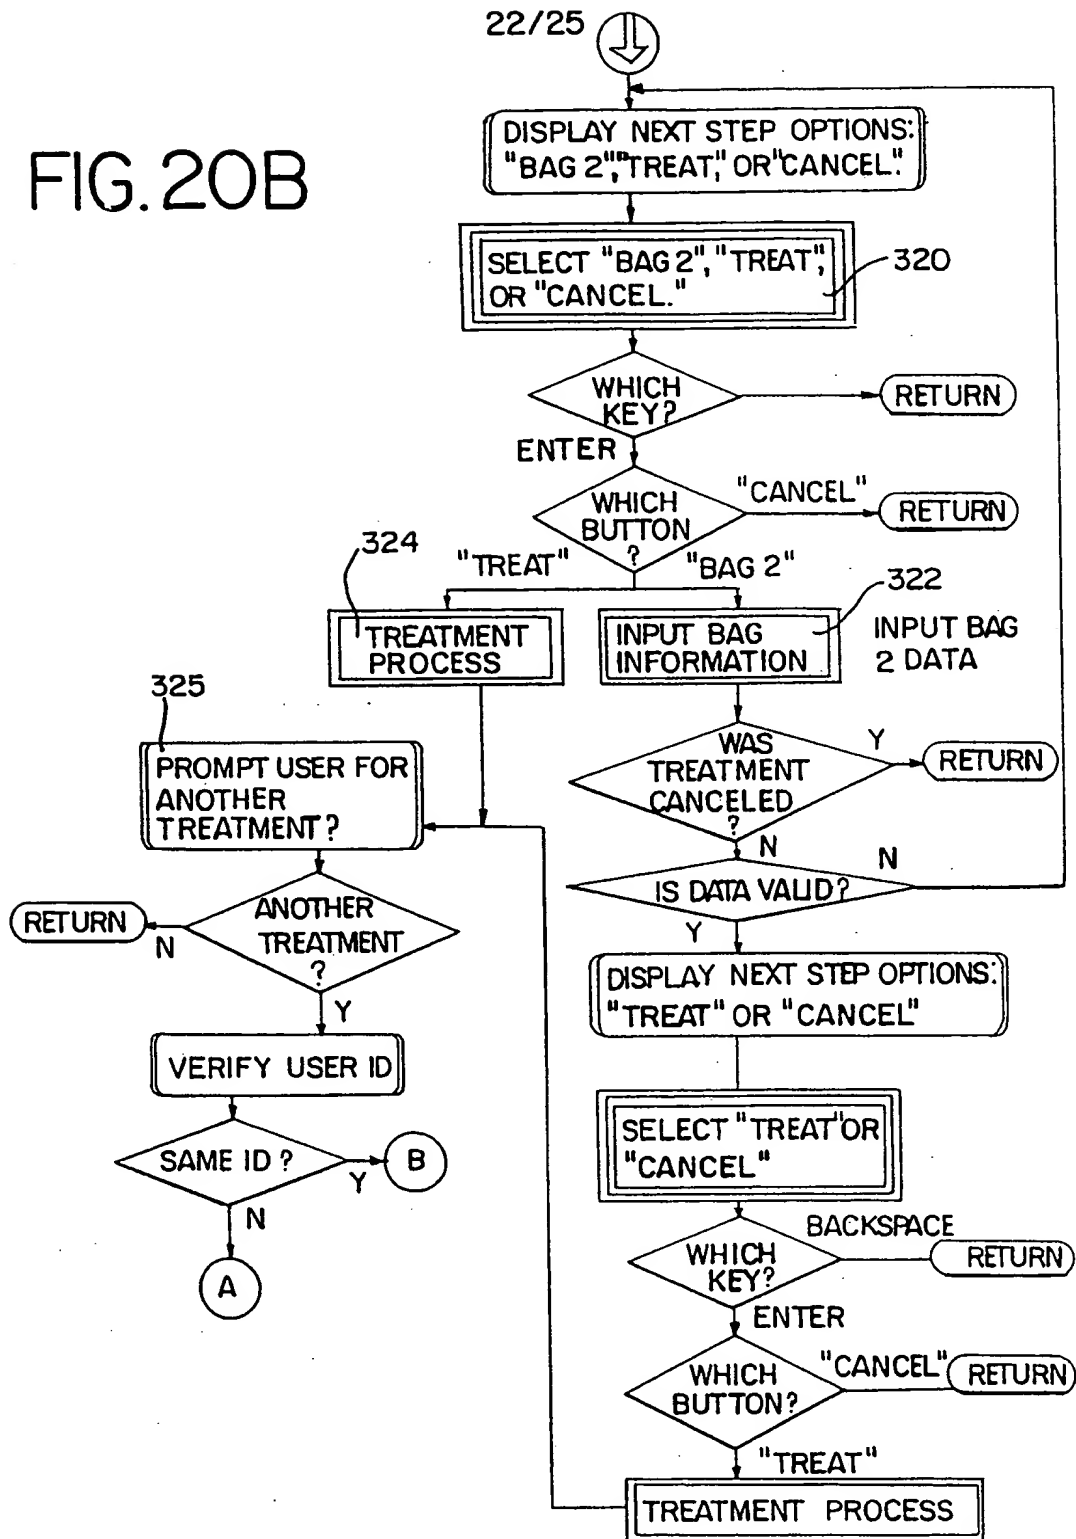 22/25
FIG. 20B
DISPLAY NEXT STEP OPTIONS:
"BAG 2","TREAT," OR "CANCEL."
SELECT "BAG 2", "TREAT",
OR "CANCEL."
320
WHICH
KEY?
RETURN
ENTER
WHICH
BUTTON
?
"CANCEL"
RETURN
324
"TREAT"
"BAG 2"
322
TREATMENT
PROCESS
INPUT BAG
INFORMATION
INPUT BAG
2 DATA
325
PROMPT USER FOR
ANOTHER
TREATMENT?
WAS
TREATMENT
CANCELED
?
Y
RETURN
N
N
IS DATA VALID?
Y
RETURN
N
ANOTHER
TREATMENT
?
Y
DISPLAY NEXT STEP OPTIONS:
"TREAT" OR "CANCEL"
VERIFY USER ID
SAME ID?
Y
B
N
A
SELECT "TREAT" OR
"CANCEL"
WHICH
KEY?
BACKSPACE
RETURN
ENTER
WHICH
BUTTON?
"CANCEL"
RETURN
"TREAT"
TREATMENT PROCESS